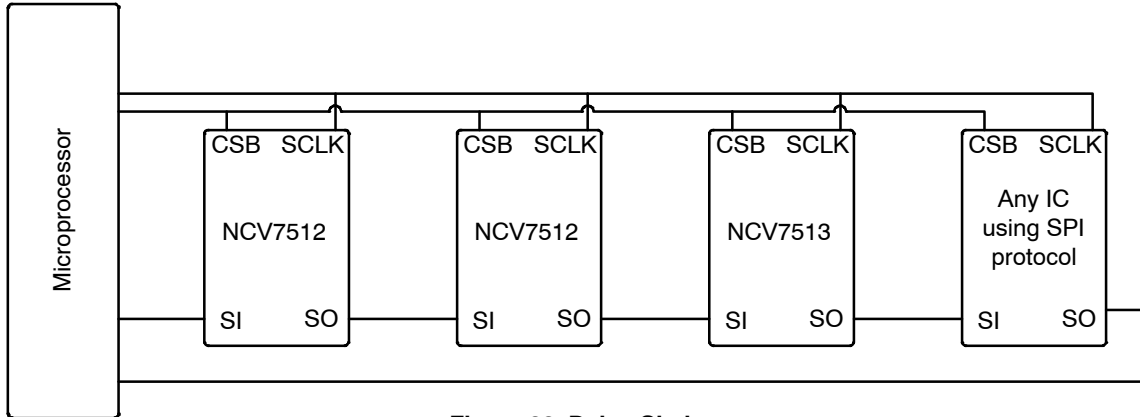 Microprocessor
CSB SCLK
NCV7512
SI SO
CSB SCLK
NCV7512
SI SO
CSB SCLK
NCV7513
SI SO
CSB SCLK
Any IC
using SPI
protocol
SI SO